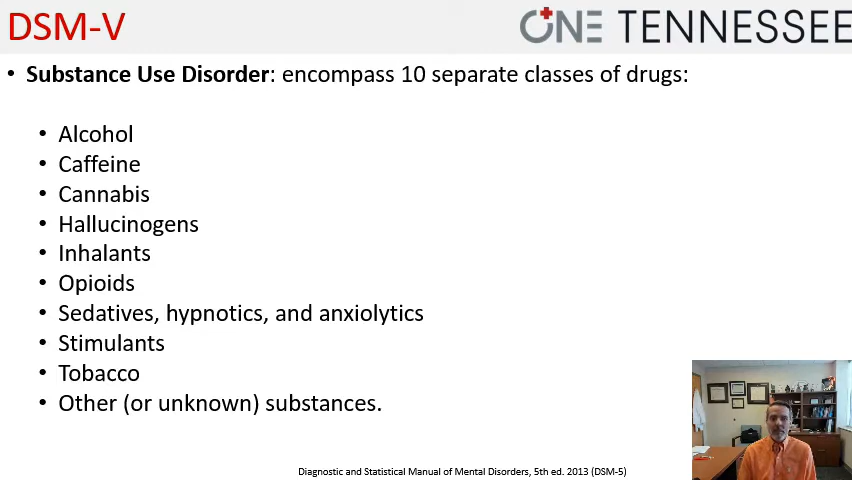 DSM-V
ONE TENNESSEE
• Substance Use Disorder: encompass 10 separate classes of drugs:
• Alcohol
• Caffeine
• Cannabis
• Hallucinogens
• Inhalants
• Opioids
• Sedatives, hypnotics, and anxiolytics
• Stimulants
• Tobacco
• Other (or unknown) substances.
Diagnostic and Statistical Manual of Mental Disorders, 5th ed. 2013 (DSM-5)